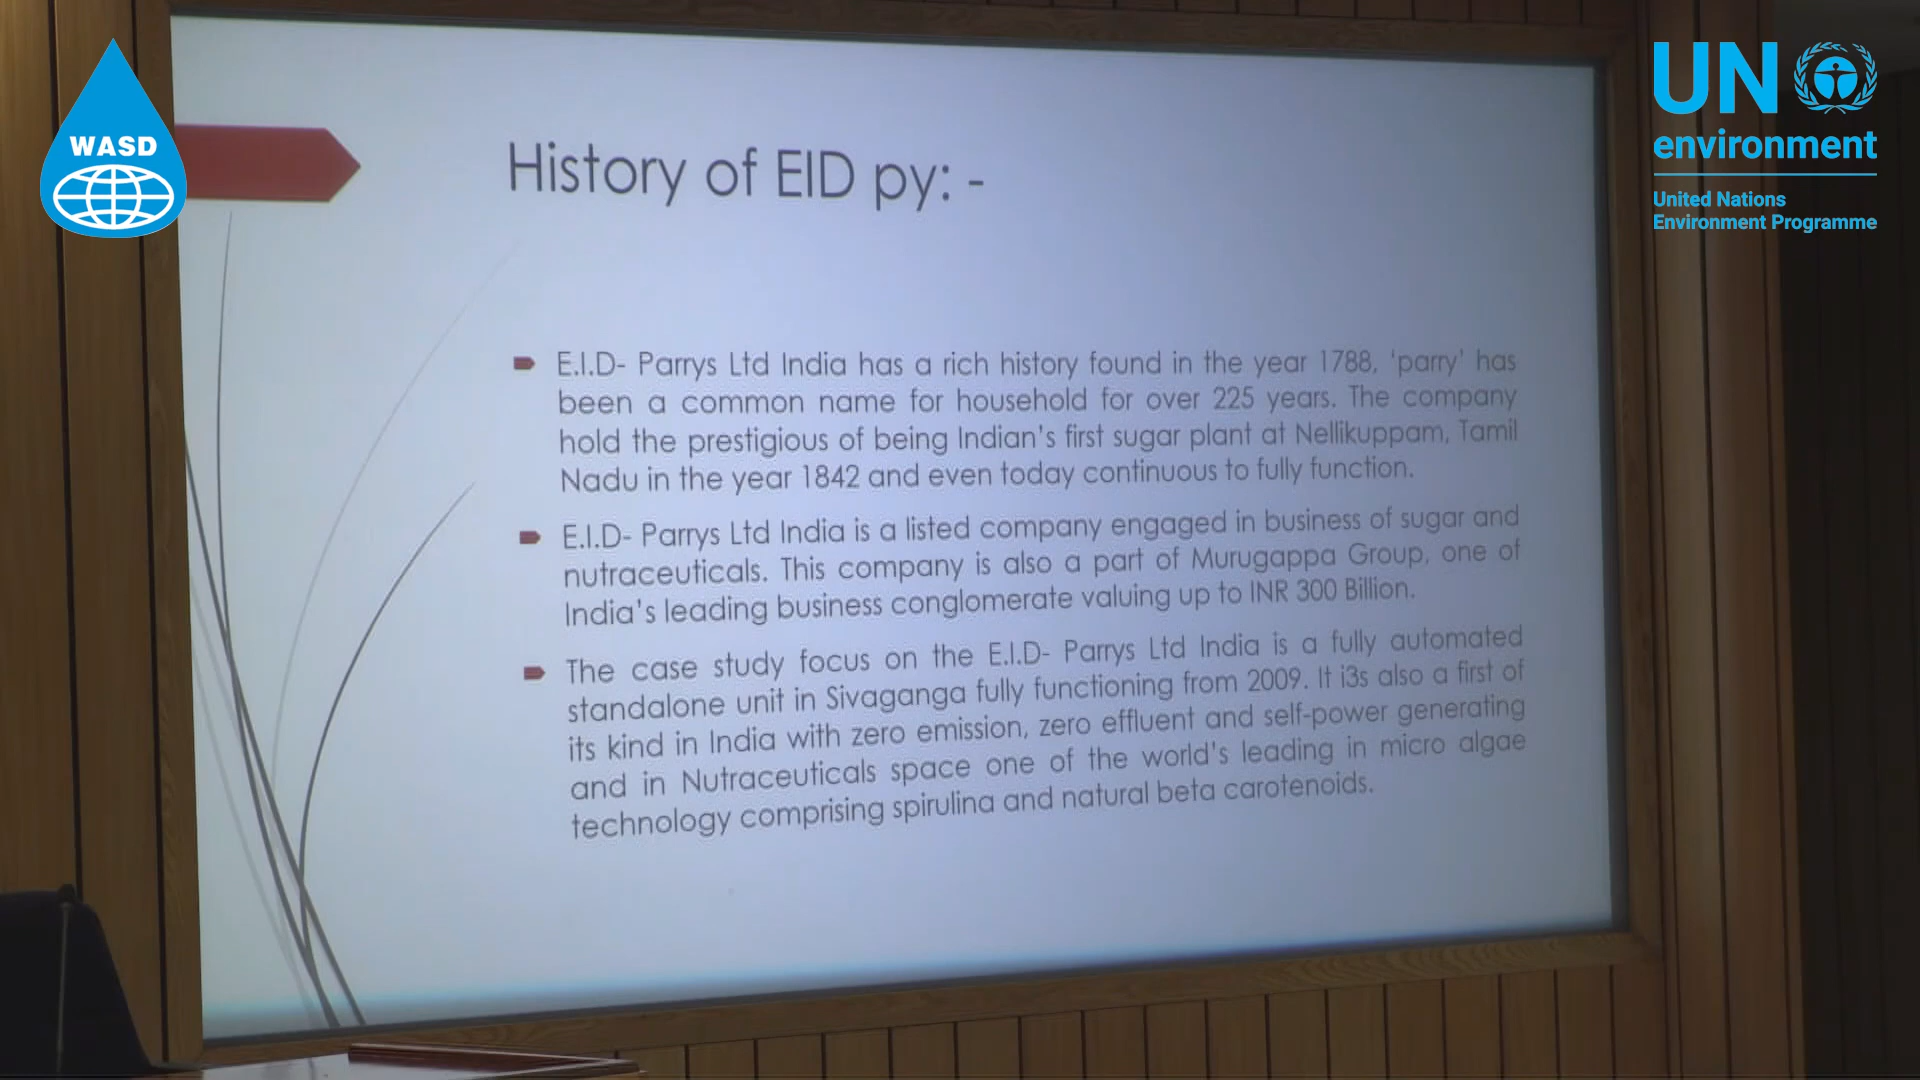 WASD
UN
environment
United Nations
Environment Programme
History of EID py: -
E.I.D- Parrys Ltd India has a rich history found in the year 1788, 'parry' has
been a common name for household for over 225 years. The company
hold the prestigious of being Indian's first sugar plant at Nellikuppam, Tamil
Nadu in the year 1842 and even today continuous to fully function.
E.I.D- Parrys Ltd India is a listed company engaged in business of sugar and
nutraceuticals. This company is also a part of Murugappa Group, one of
India's leading business conglomerate valuing up to INR 300 Billion.
The case study focus on the E.I.D- Parrys Ltd India is a fully automated
standalone unit in Sivaganga fully functioning from 2009. It i3s also a first of
its kind in India with zero emission, zero effluent and self-power generating
and in Nutraceuticals space one of the world's leading in micro algae
technology comprising spirulina and natural beta carotenoids.